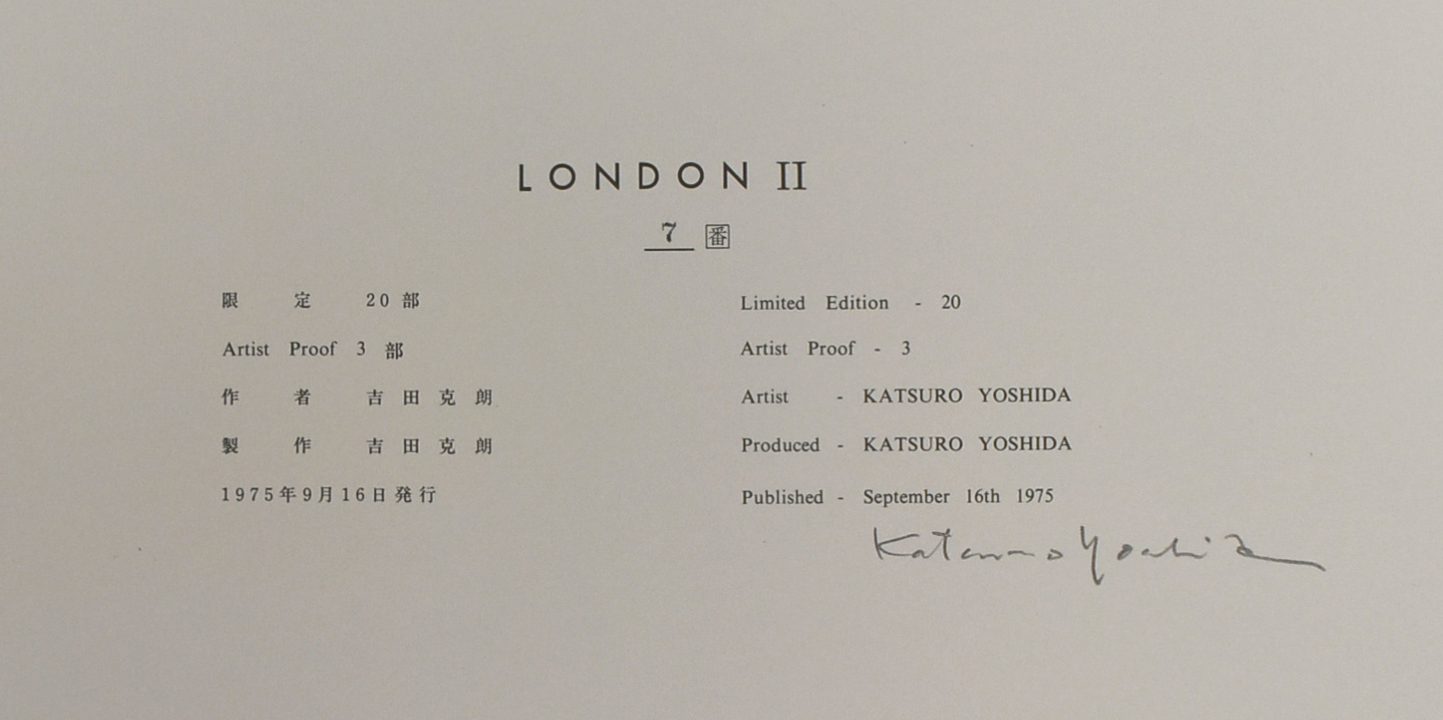 LONDON II
7 番
限定 20部
Artist Proof 3 部
作者 吉田克朗
製作 吉田克朗
1975年9月16日発行
Limited Edition - 20
Artist Proof - 3
Artist - KATSURO YOSHIDA
Produced - KATSURO YOSHIDA
Published - September 16th 1975
Katsuro Yoshida